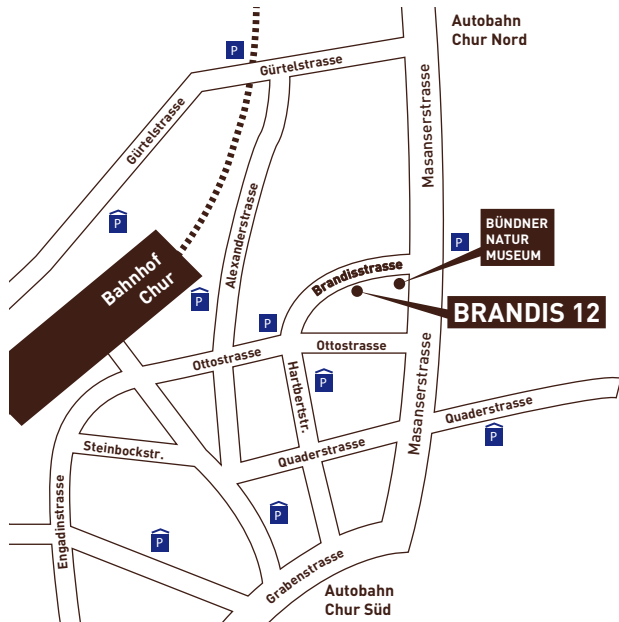 Autobahn
Chur Nord
P
Gürtelstrasse
Gürtelstrasse
Masanserstrasse
P
Alexanderstrasse
BÜNDNER
NATUR
MUSEUM
P
Bahnhof
Chur
Brandisstrasse
P
BRANDIS 12
P
Ottostrasse
Ottostrasse
Hartbertstr.
P
Masanserstrasse
Quaderstrasse
P
Steinbockstr.
Quaderstrasse
Engadinstrasse
P
P
Grabenstrasse
Autobahn
Chur Süd